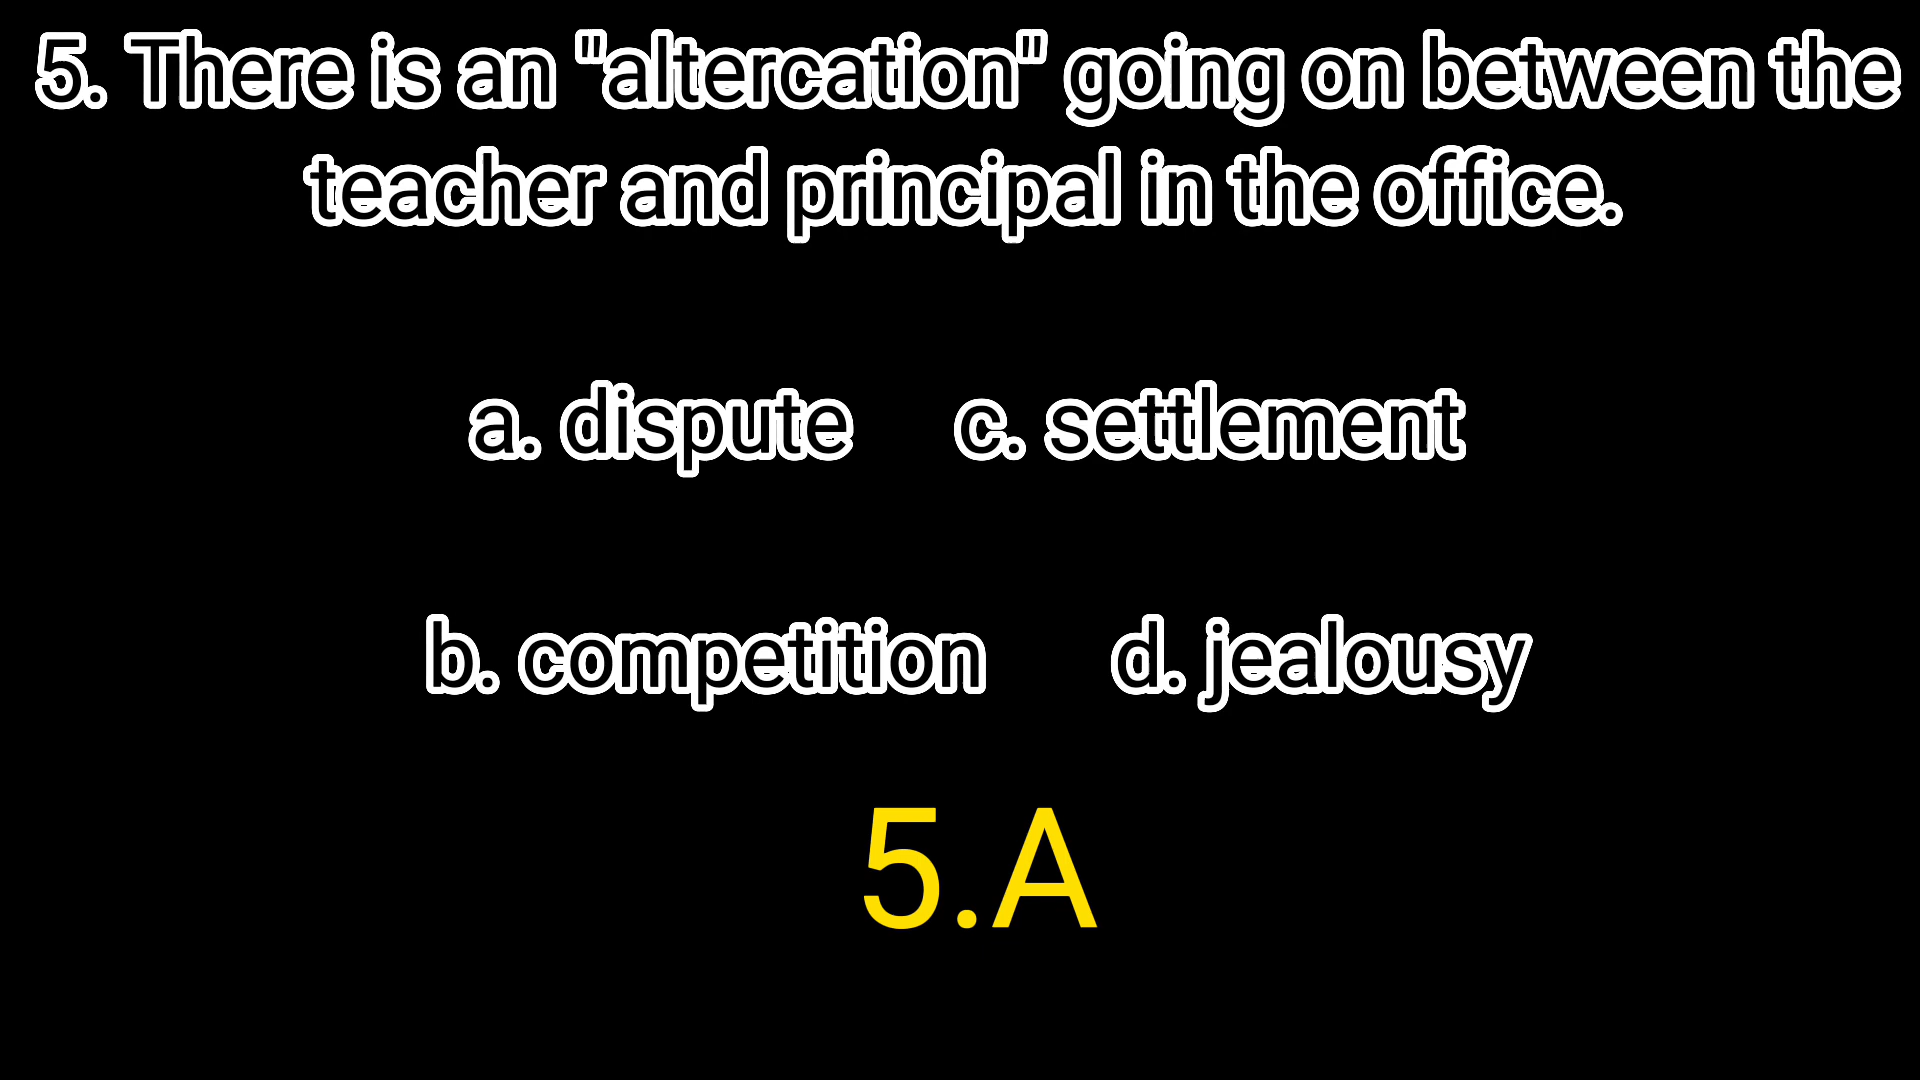 5. There is an "altercation" going on between the
teacher and principal in the office.
a. dispute c. settlement
b. competition d. jealousy
5.A